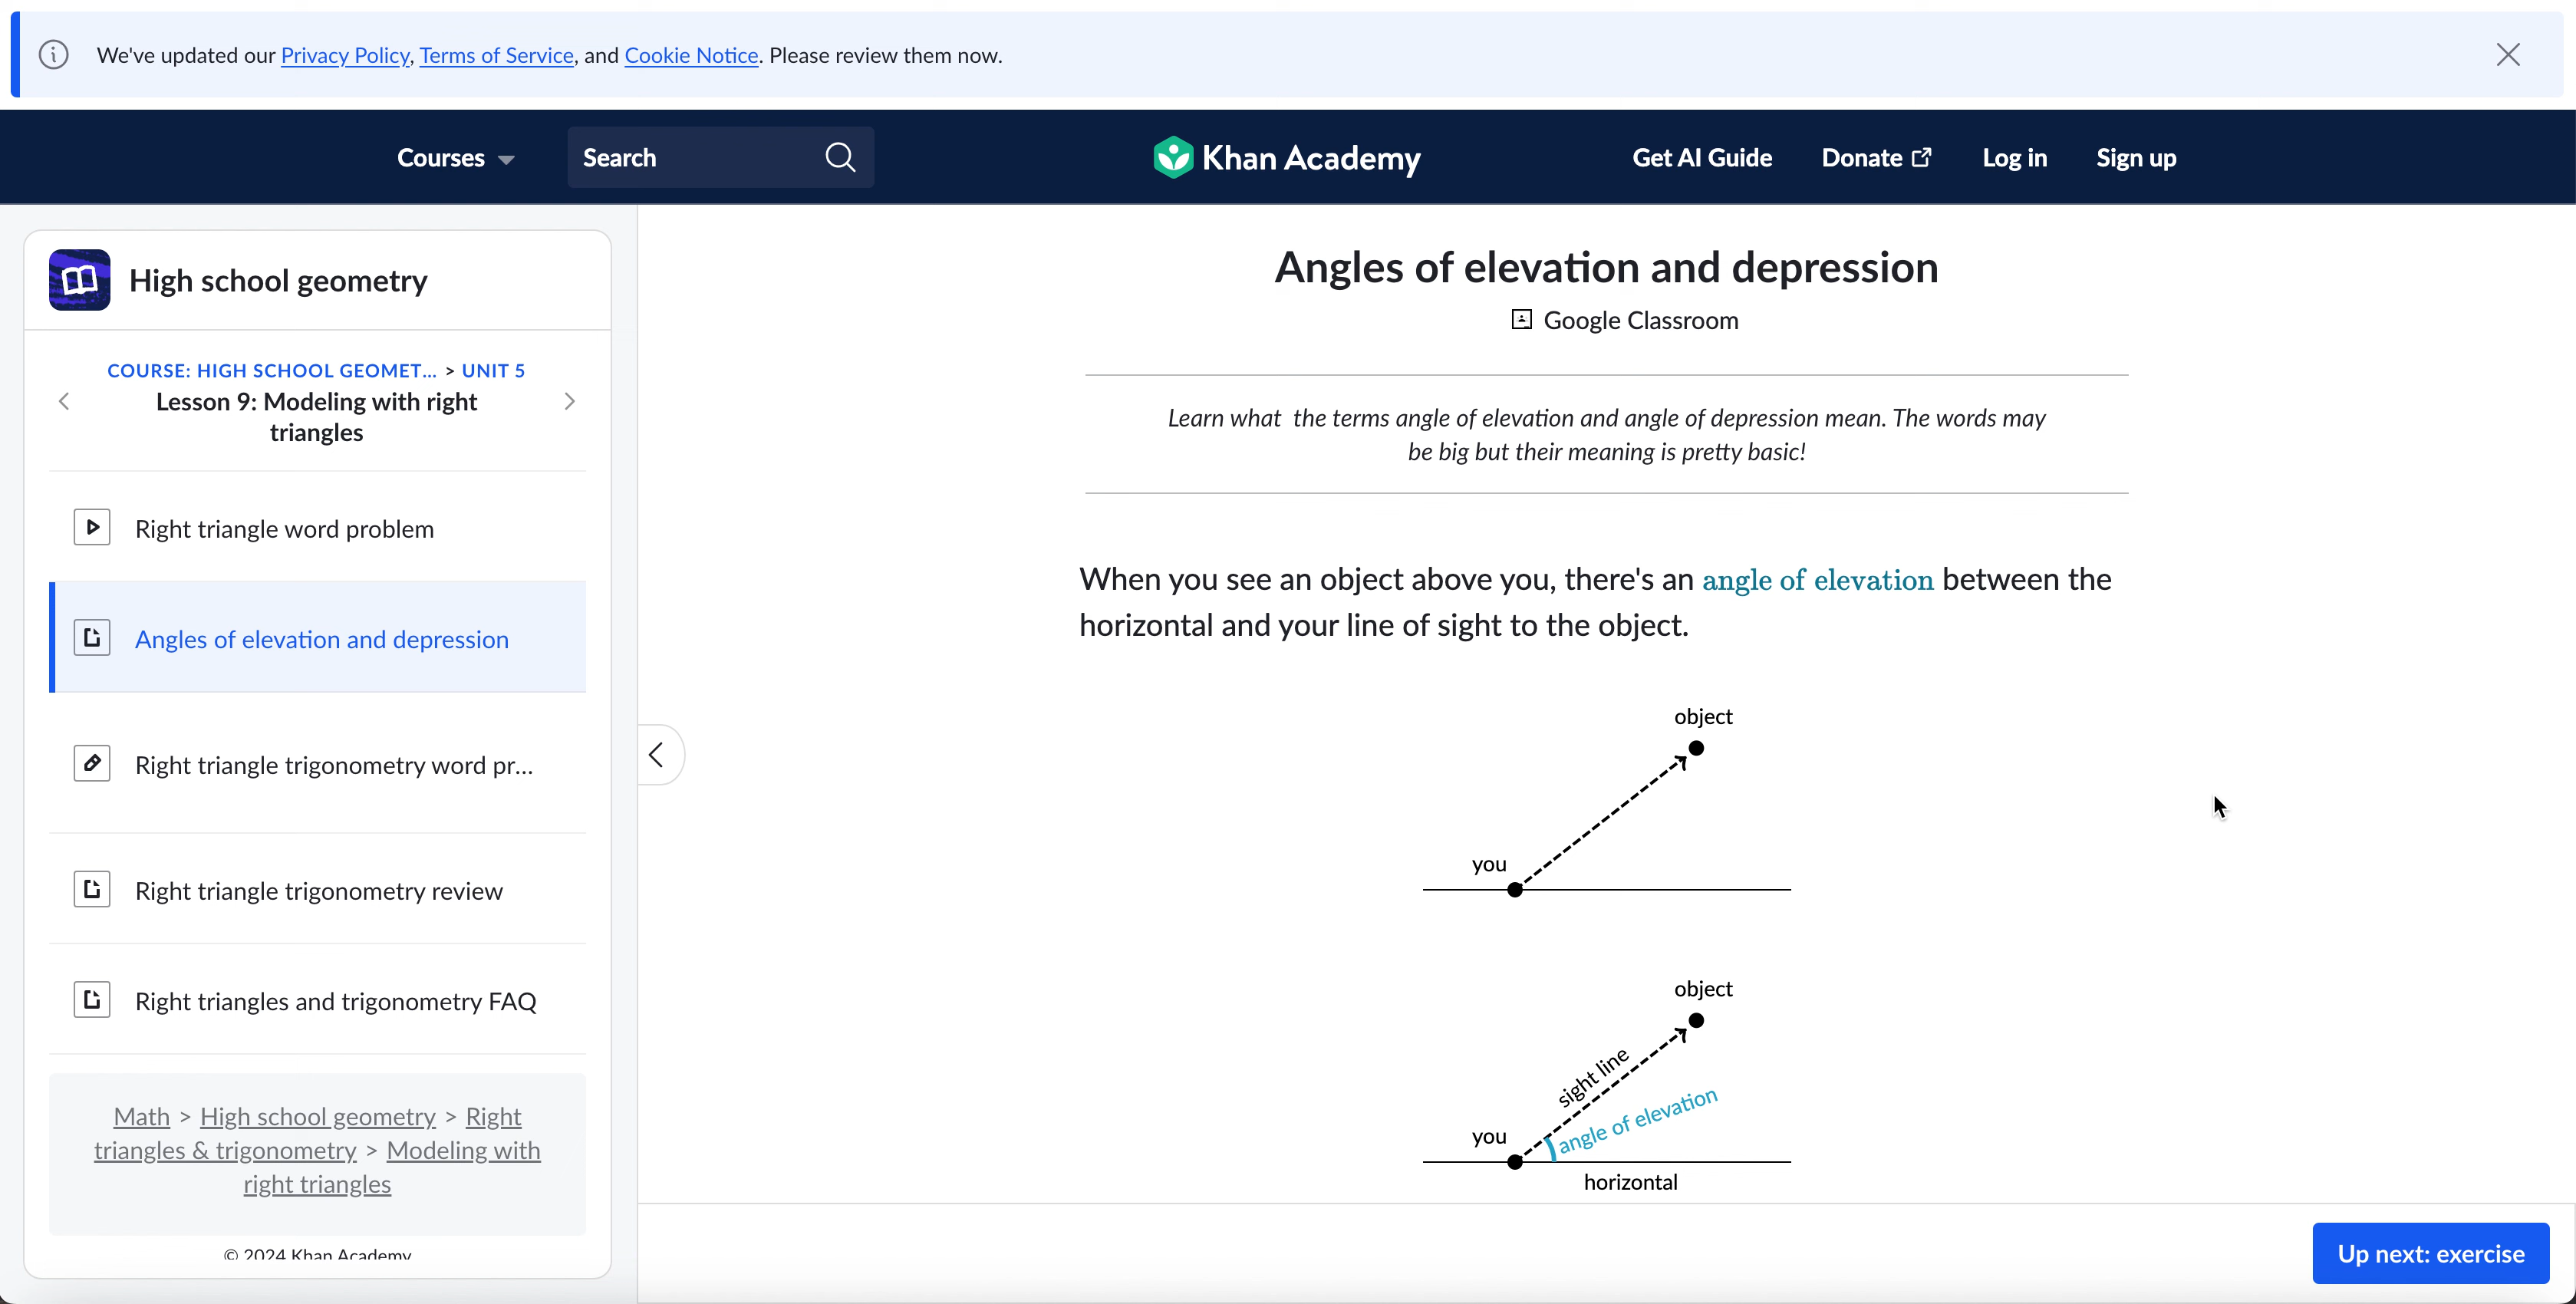 We've updated our Privacy Policy, Terms of Service, and Cookie Notice. Please review them now.
Courses
Search
Khan Academy
Get AI Guide
Donate
Log in
Sign up
High school geometry
COURSE: HIGH SCHOOL GEOMET... > UNIT 5
Lesson 9: Modeling with right
triangles
Right triangle word problem
Angles of elevation and depression
Right triangle trigonometry word pr...
Right triangle trigonometry review
Right triangles and trigonometry FAQ
Math > High school geometry > Right
triangles & trigonometry > Modeling with
right triangles
© 2024 Khan Academy
Angles of elevation and depression
Google Classroom
Learn what the terms angle of elevation and angle of depression mean. The words may
be big but their meaning is pretty basic!
When you see an object above you, there's an angle of elevation between the
horizontal and your line of sight to the object.
object
you
object
sight line
angle of elevation
you
horizontal
Up next: exercise